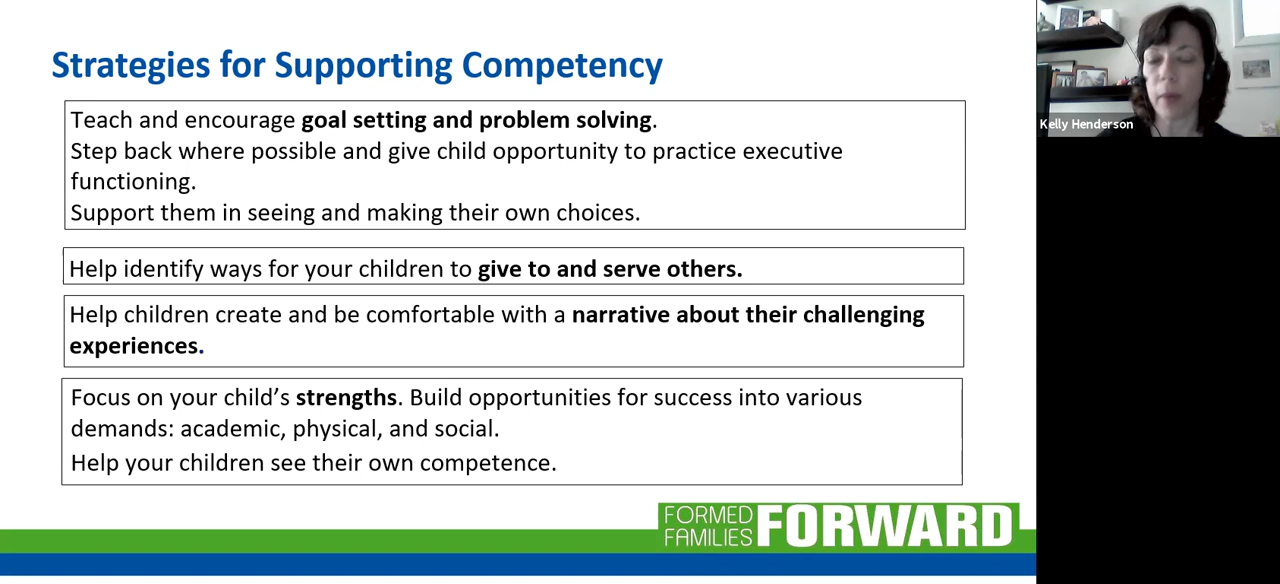 Strategies for Supporting Competency
Teach and encourage goal setting and problem solving.
Step back where possible and give child opportunity to practice executive
functioning.
Support them in seeing and making their own choices.
Help identify ways for your children to give to and serve others.
Help children create and be comfortable with a narrative about their challenging
experiences.
Focus on your child’s strengths. Build opportunities for success into various
demands: academic, physical, and social.
Help your children see their own competence.
FORMED
FAMILIES
FORWARD
Kelly Henderson